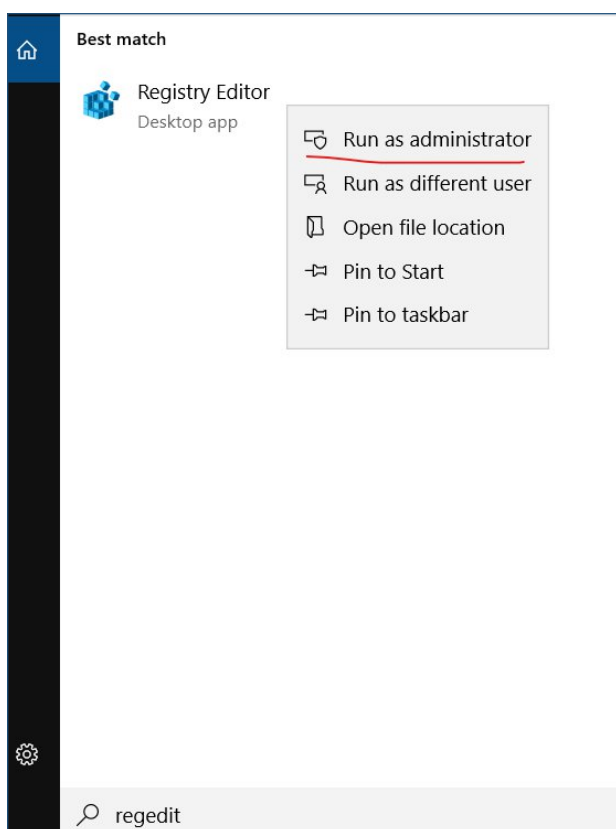 Best match
Registry Editor
Desktop app
Run as administrator
Run as different user
Open file location
Pin to Start
Pin to taskbar
regedit